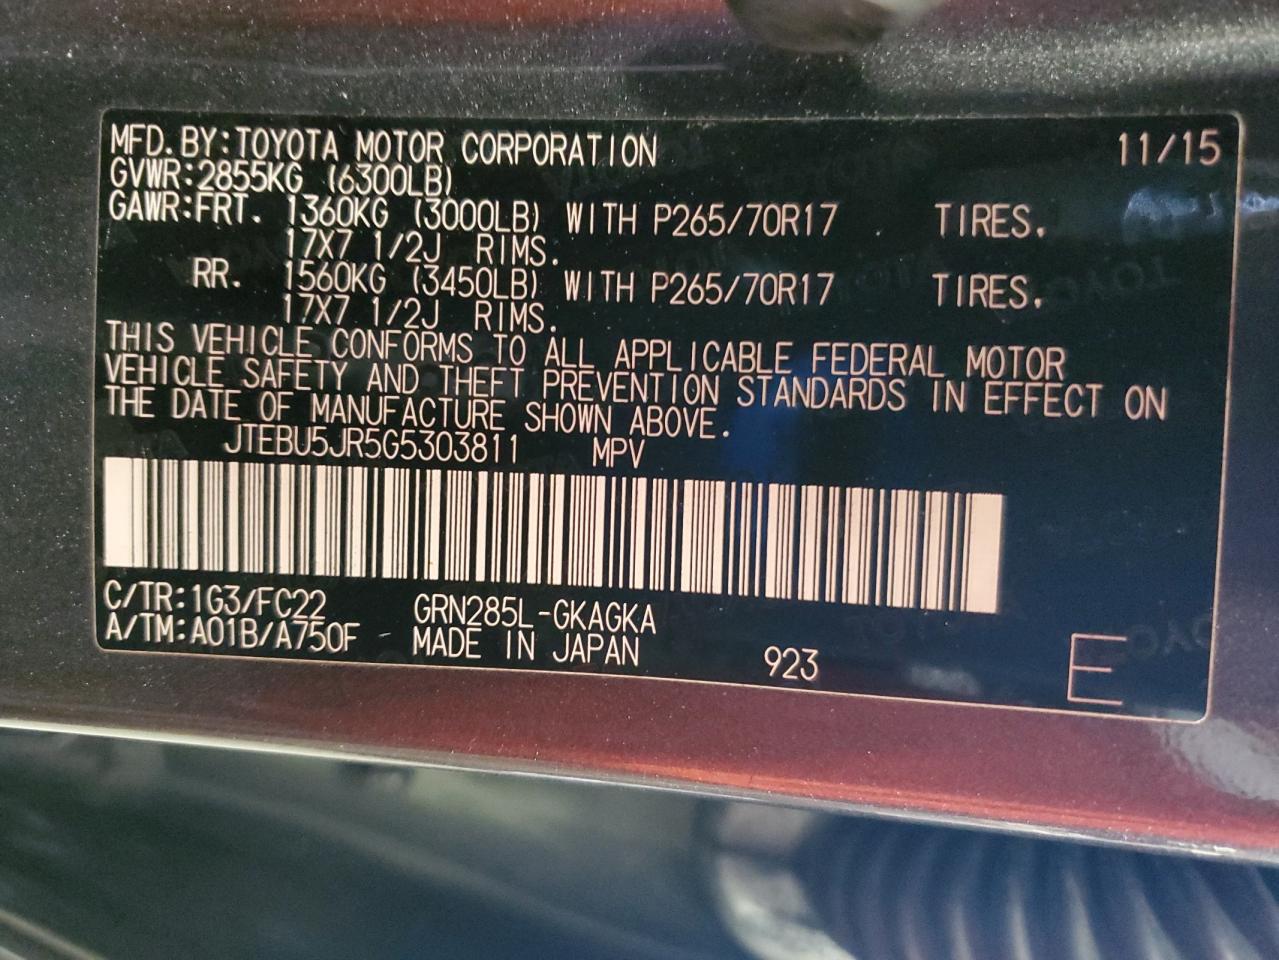 MFD.BY:TOYOTA MOTOR CORPORATION 11/15
GVWR:2855KG (6300LB)
GAWR:FRT. 1360KG (3000LB) WITH P265/70R17 TIRES.
17X7 1/2J RIMS.
RR. 1560KG (3450LB) WITH P265/70R17 TIRES.
17X7 1/2J RIMS.
THIS VEHICLE CONFORMS TO ALL APPLICABLE FEDERAL MOTOR
VEHICLE SAFETY AND THEFT PREVENTION STANDARDS IN EFFECT ON
THE DATE OF MANUFACTURE SHOWN ABOVE.
JTEBU5JR5G5303811 MPV
C/TR:1G3/FC22 GRN285L-GKAGKA
A/TM:A01B/A750F MADE IN JAPAN 923 E